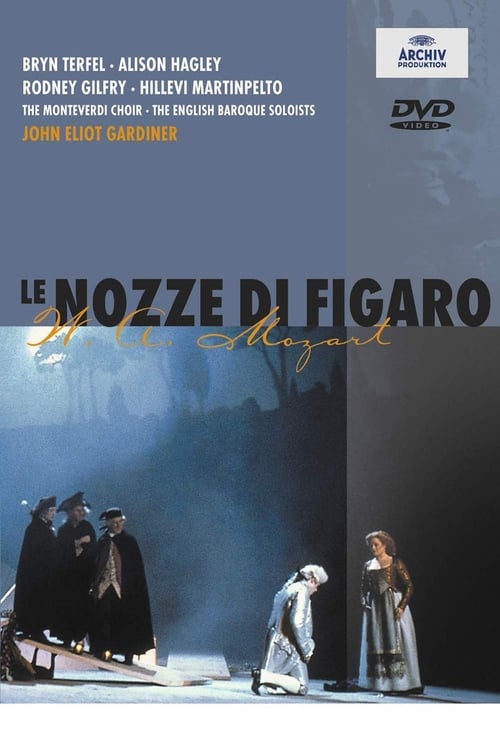 BRYN TERFEL · ALISON HAGLEY
RODNEY GILFRY · HILLEVI MARTINPELTO
THE MONTEVERDI CHOIR · THE ENGLISH BAROQUE SOLOISTS
JOHN ELIOT GARDINER
ARCHIV
PRODUKTION
DVD
VIDEO
LE NOZZE DI FIGARO
W. A. Mozart